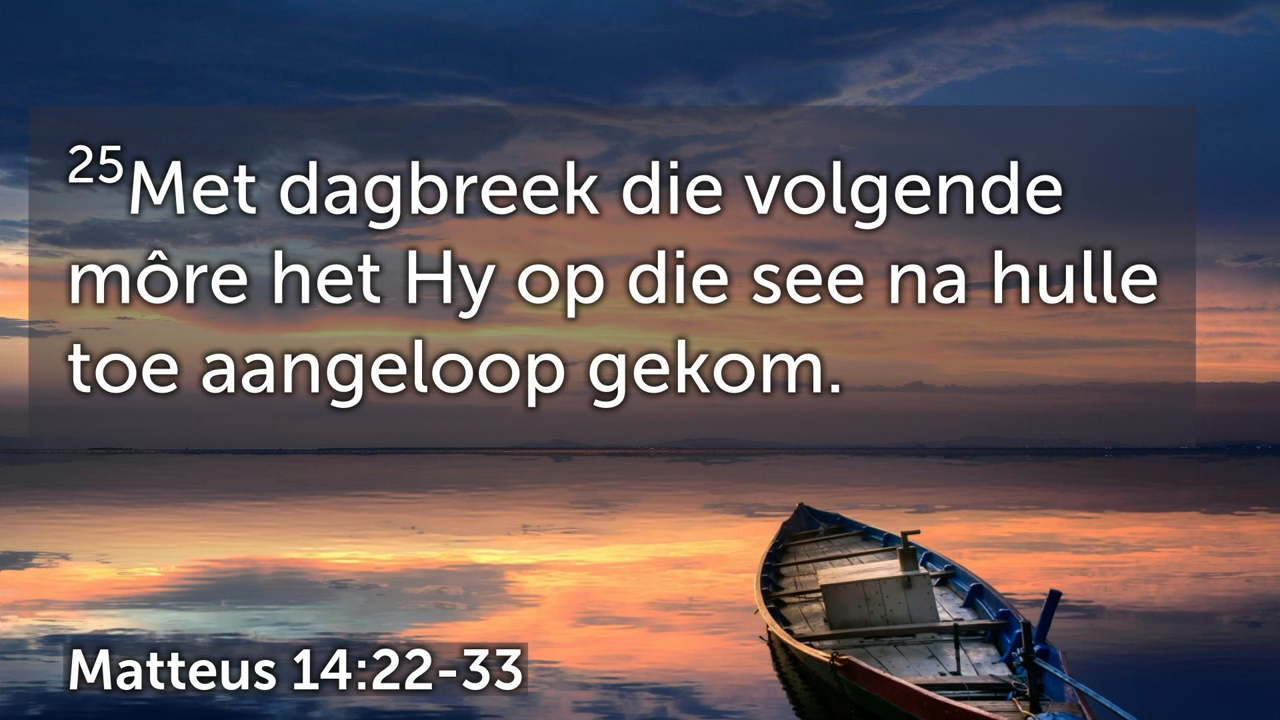 25Met dagbreek die volgende
môre het Hy op die see na hulle
toe aangeloop gekom.
Matteus 14:22-33